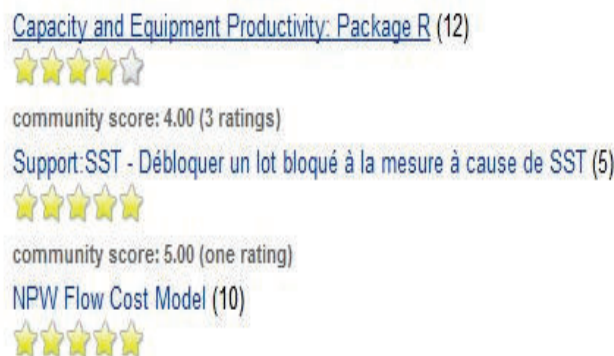 Capacity and Equipment Productivity: Package R (12)
community score: 4.00 (3 ratings)
Support:SST - Débloquer un lot bloqué à la mesure à cause de SST (5)
community score: 5.00 (one rating)
NPW Flow Cost Model (10)